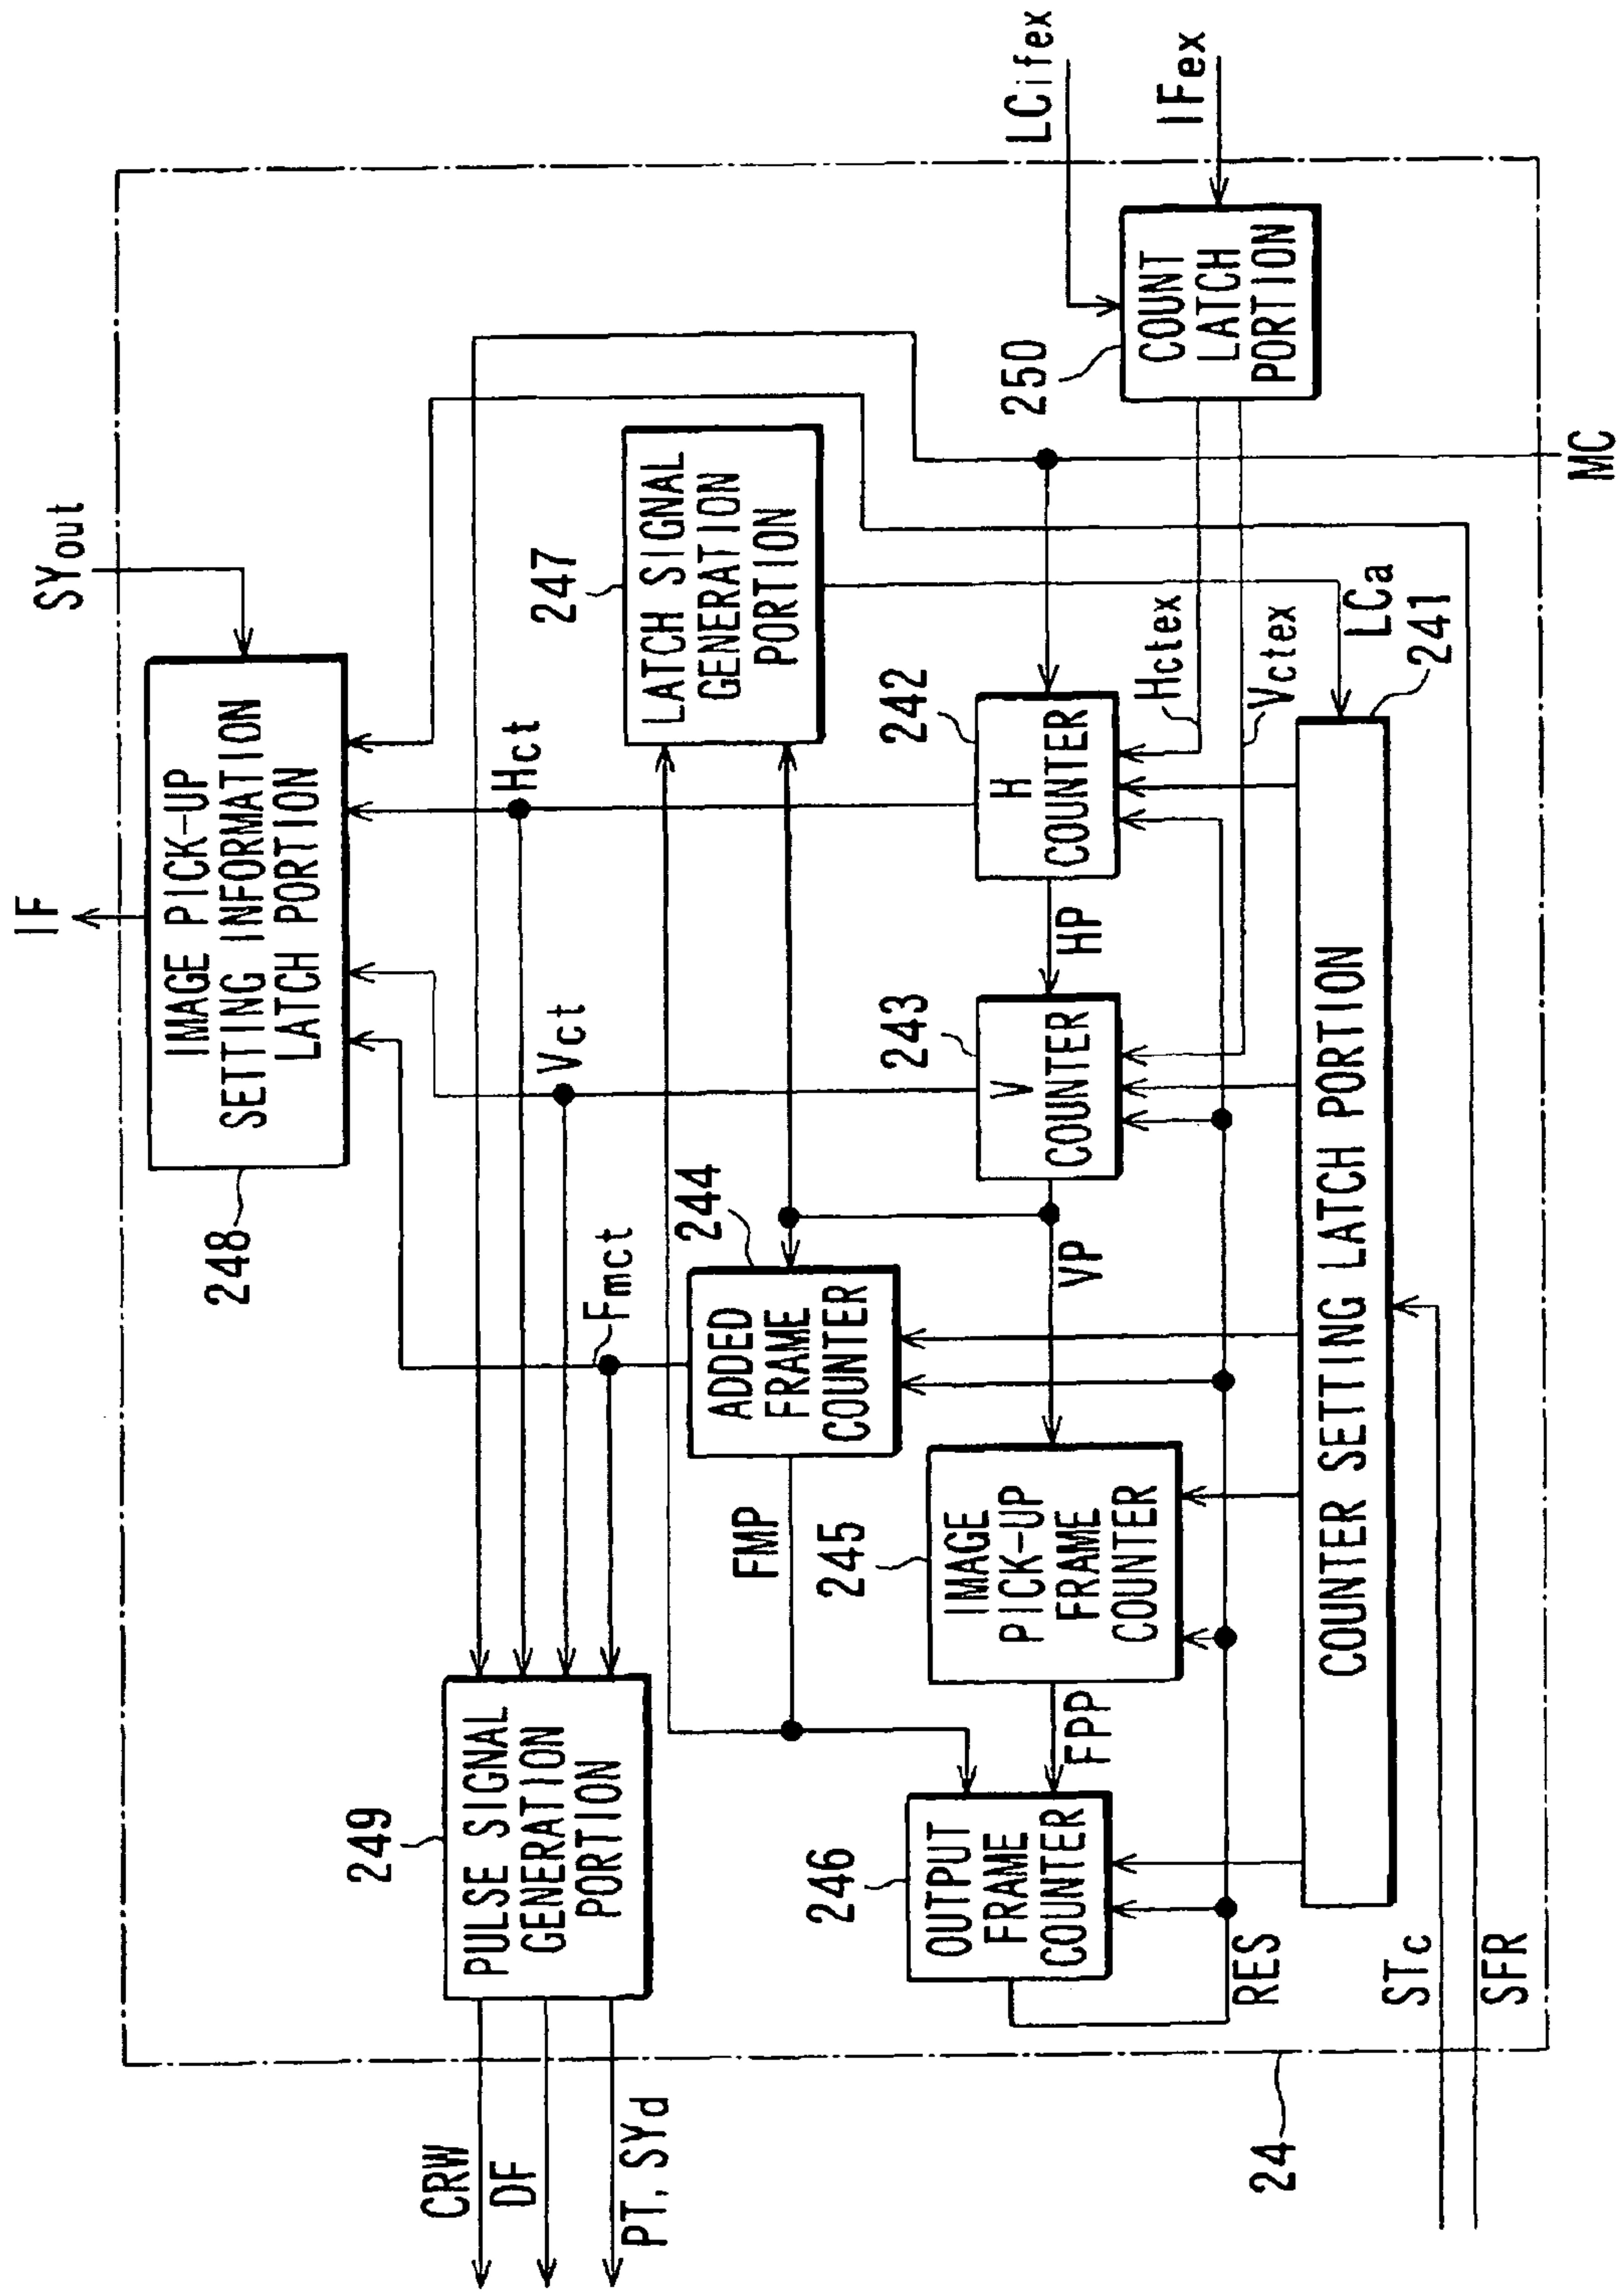 CRW
DF
PT, SYd
249
PULSE SIGNAL
GENERATION
PORTION
IF
SYout
248
IMAGE PICK-UP
SETTING INFORMATION
LATCH PORTION
Fmct
Vct
Hct
247
LATCH SIGNAL
GENERATION
PORTION
FMP
244
ADDED
FRAME
COUNTER
246
OUTPUT
FRAME
COUNTER
FPP
245
IMAGE
PICK-UP
FRAME
COUNTER
VP
243
V
COUNTER
HP
242
H
COUNTER
Hctex
Vctex
250
COUNT
LATCH
PORTION
LCifex
IFex
RES
COUNTER SETTING LATCH PORTION
LCa
241
24
STc
SFR
MC